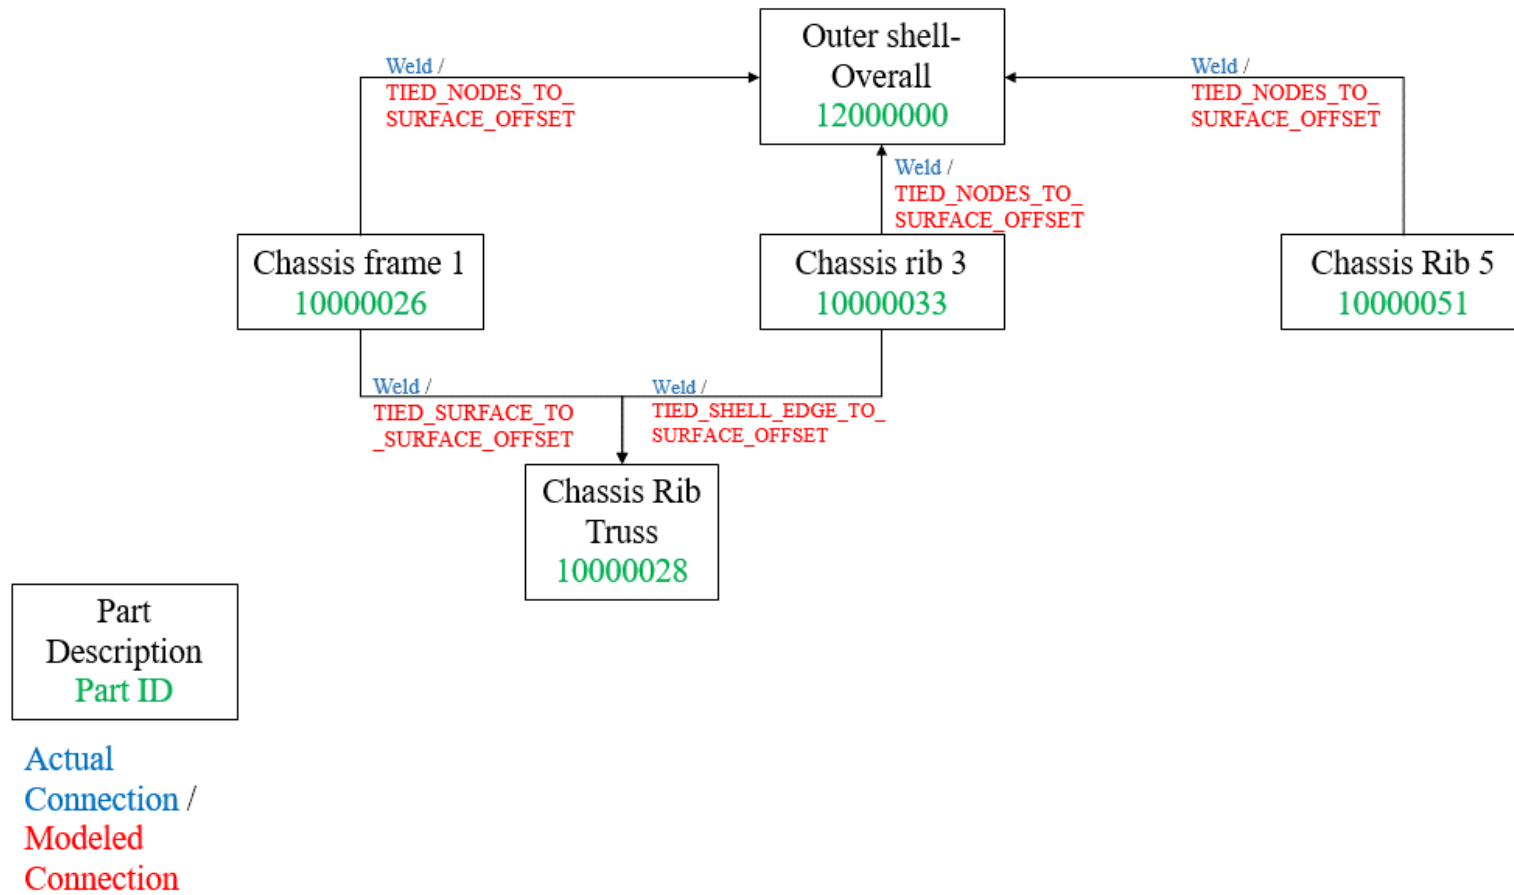 Outer shell-
Overall
12000000
Weld /
TIED_NODES_TO_
SURFACE_OFFSET
Weld /
TIED_NODES_TO_
SURFACE_OFFSET
Weld /
TIED_NODES_TO_
SURFACE_OFFSET
Chassis frame 1
10000026
Chassis rib 3
10000033
Chassis Rib 5
10000051
Weld /
TIED_SURFACE_TO
_SURFACE_OFFSET
Weld /
TIED_SHELL_EDGE_TO_
SURFACE_OFFSET
Chassis Rib
Truss
10000028
Part
Description
Part ID
Actual
Connection /
Modeled
Connection